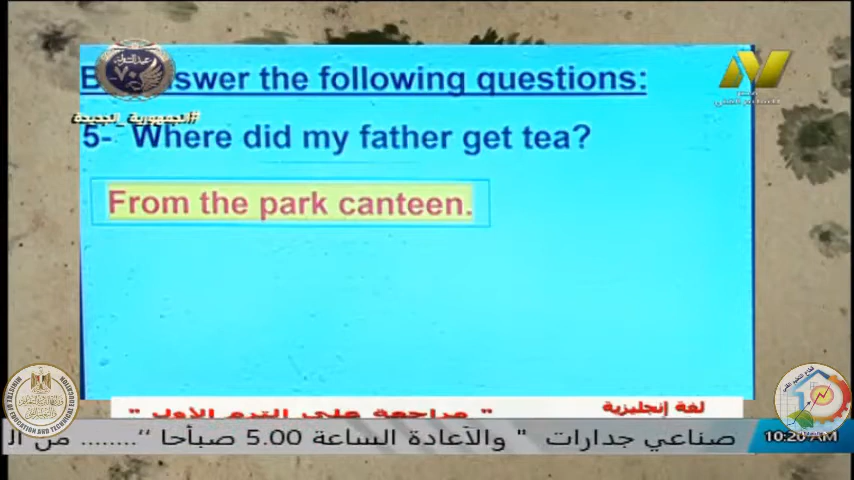 B- Answer the following questions:
#الجمهورية_الجديدة
5- Where did my father get tea?
From the park canteen.
لغة إنجليزية
" مراجعة على الترم الأول "
صناعي جدارات " والآعادة الساعة 5.00 صباحا ‘‘........ من ال
10:20 AM